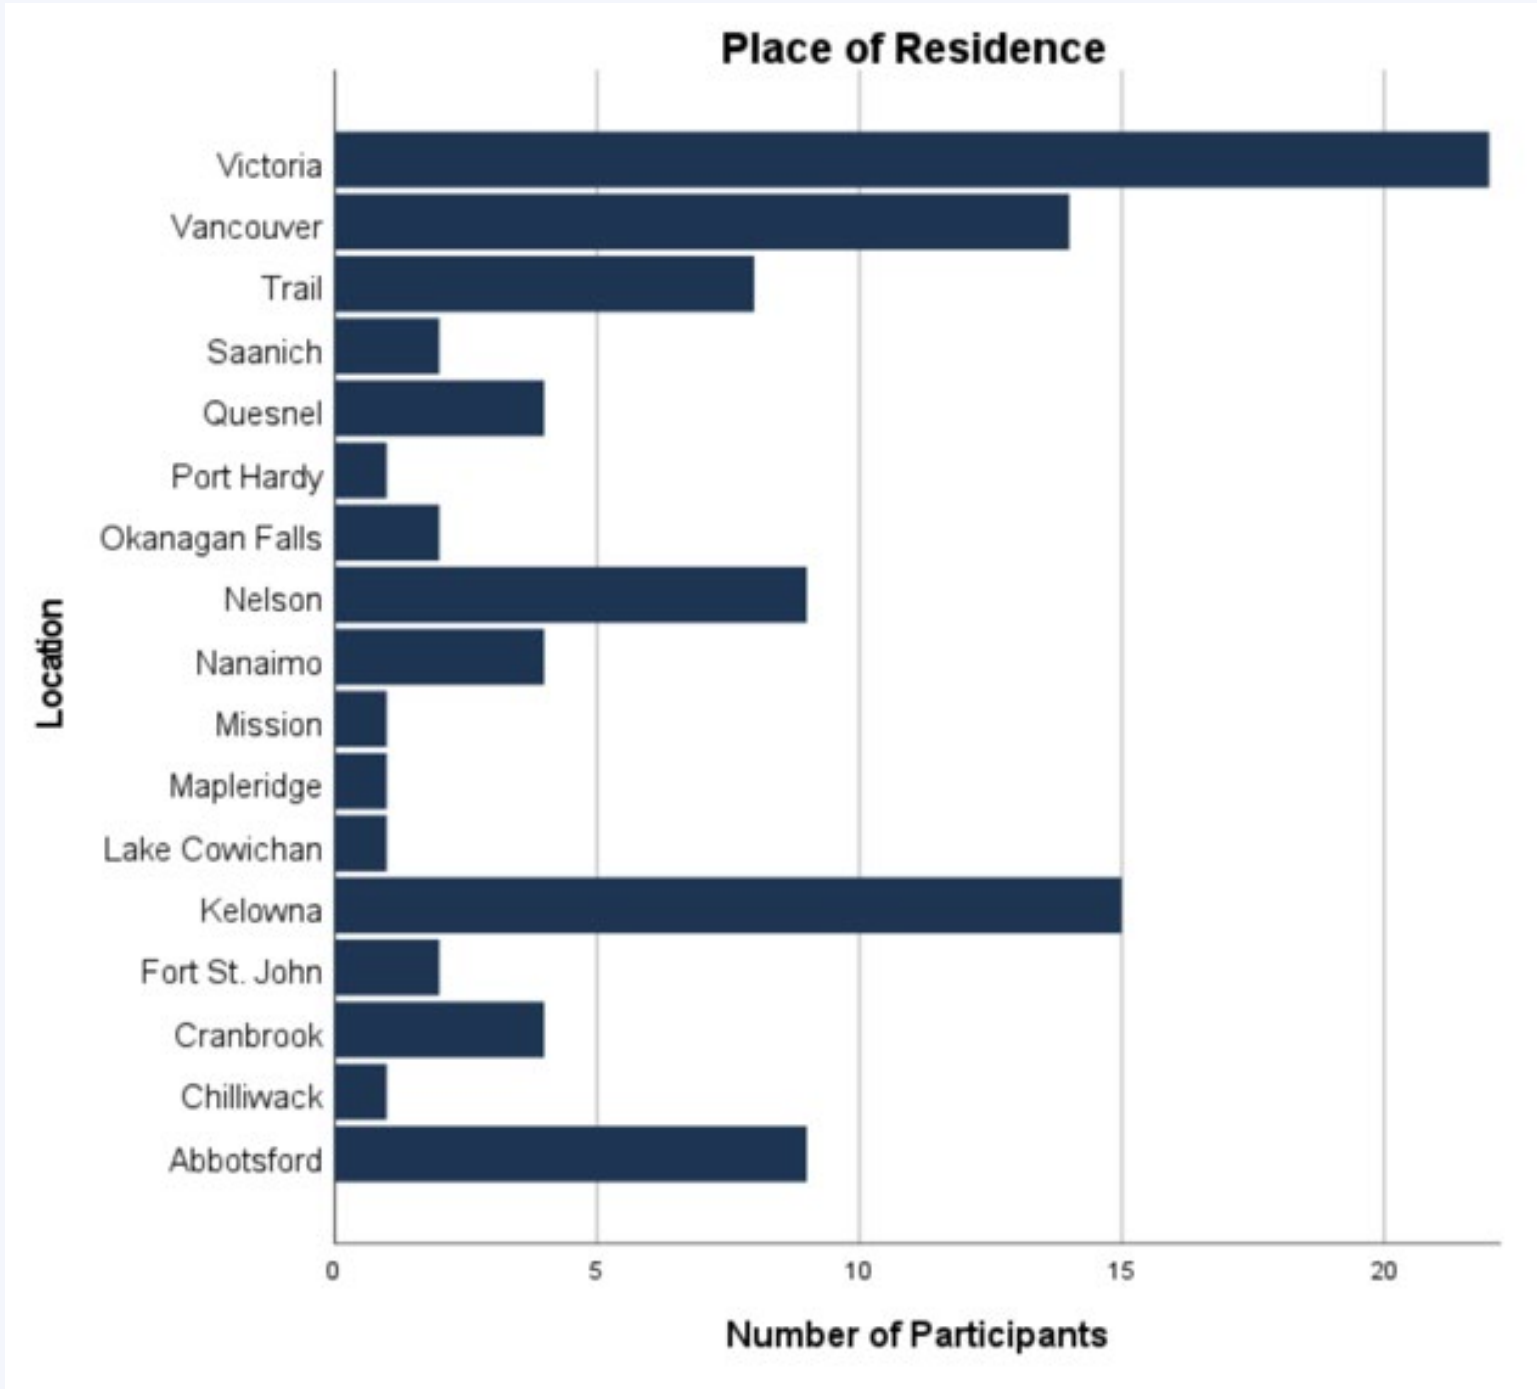 Place of Residence
Victoria
Vancouver
Trail
Saanich
Quesnel
Port Hardy
Okanagan Falls
Nelson
Nanaimo
Mission
Mapleridge
Lake Cowichan
Kelowna
Fort St. John
Cranbrook
Chilliwack
Abbotsford
Location
0 5 10 15 20
Number of Participants